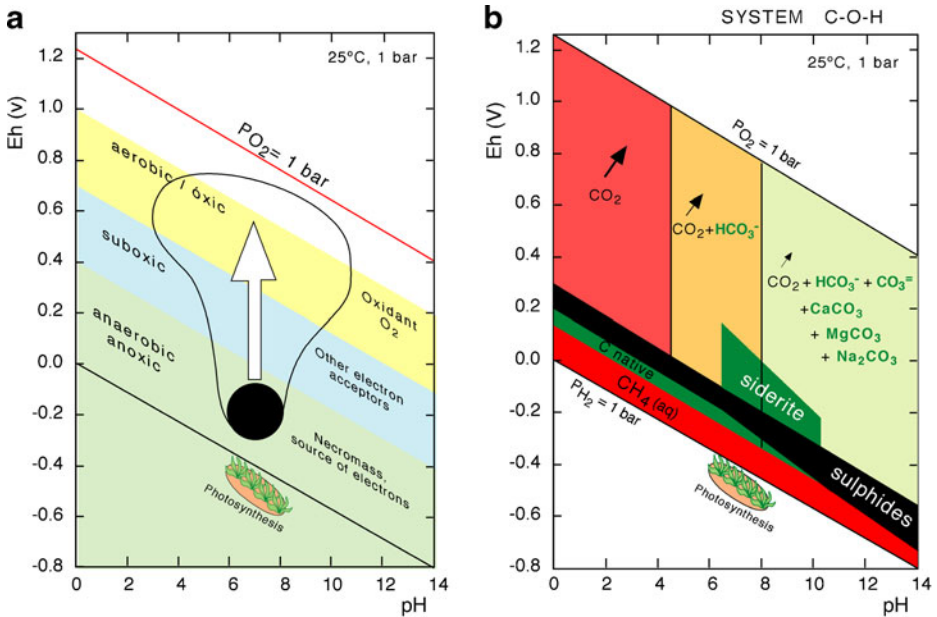 a
Eh (v)
1.2
1.0
0.8
0.6
0.4
0.2
0.0
-0.2
-0.4
-0.6
-0.8
25ºC, 1 bar
PO2= 1 bar
aerobic / óxic
suboxic
anaerobic
anoxic
Oxidant
O2
Other electron
acceptors
Necromass,
source of electrons
Photosynthesis
0 2 4 6 8 10 12 14
pH
b
SYSTEM C-O-H
Eh (V)
1.2
1.0
0.8
0.6
0.4
0.2
0.0
-0.2
-0.4
-0.6
-0.8
25ºC, 1 bar
PO2 = 1 bar
CO2
CO2+HCO3-
CO2 + HCO3- + CO3=
+CaCO3
+ MgCO3
+ Na2CO3
C native
CH4 (aq)
PH2 = 1 bar
siderite
sulphides
Photosynthesis
0 2 4 6 8 10 12 14
pH